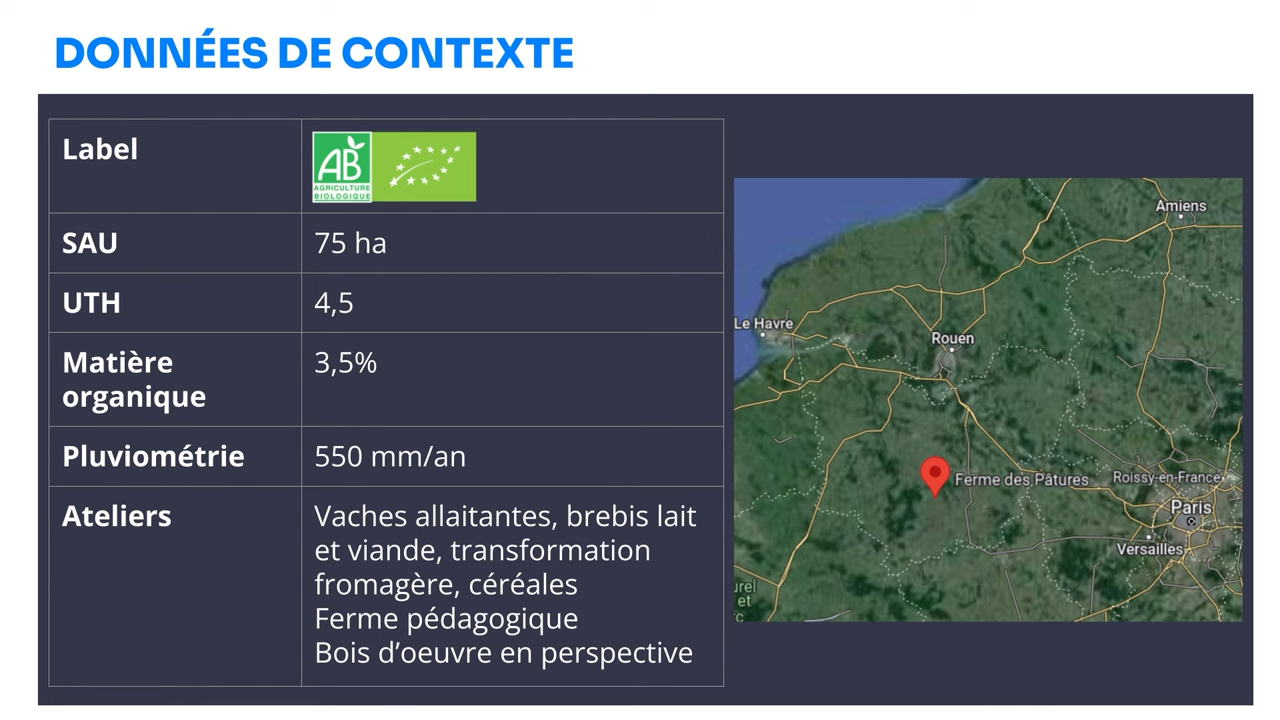 DONNÉES DE CONTEXTE
Label
AB
AGRICULTURE
BIOLOGIQUE
SAU
75 ha
UTH
4,5
Matière
organique
3,5%
Pluviométrie
550 mm/an
Ateliers
Vaches allaitantes, brebis lait
et viande, transformation
fromagère, céréales
Ferme pédagogique
Bois d’oeuvre en perspective
Amiens
Le Havre
Rouen
Ferme des Pâtures
Roissy-en-France
Paris
Versailles
urel
et